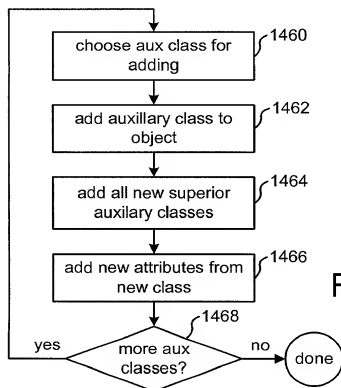 choose aux class for
adding
1460
add auxillary class to
object
1462
add all new superior
auxilary classes
1464
add new attributes from
new class
1466
1468
yes
more aux
classes?
no
done
F